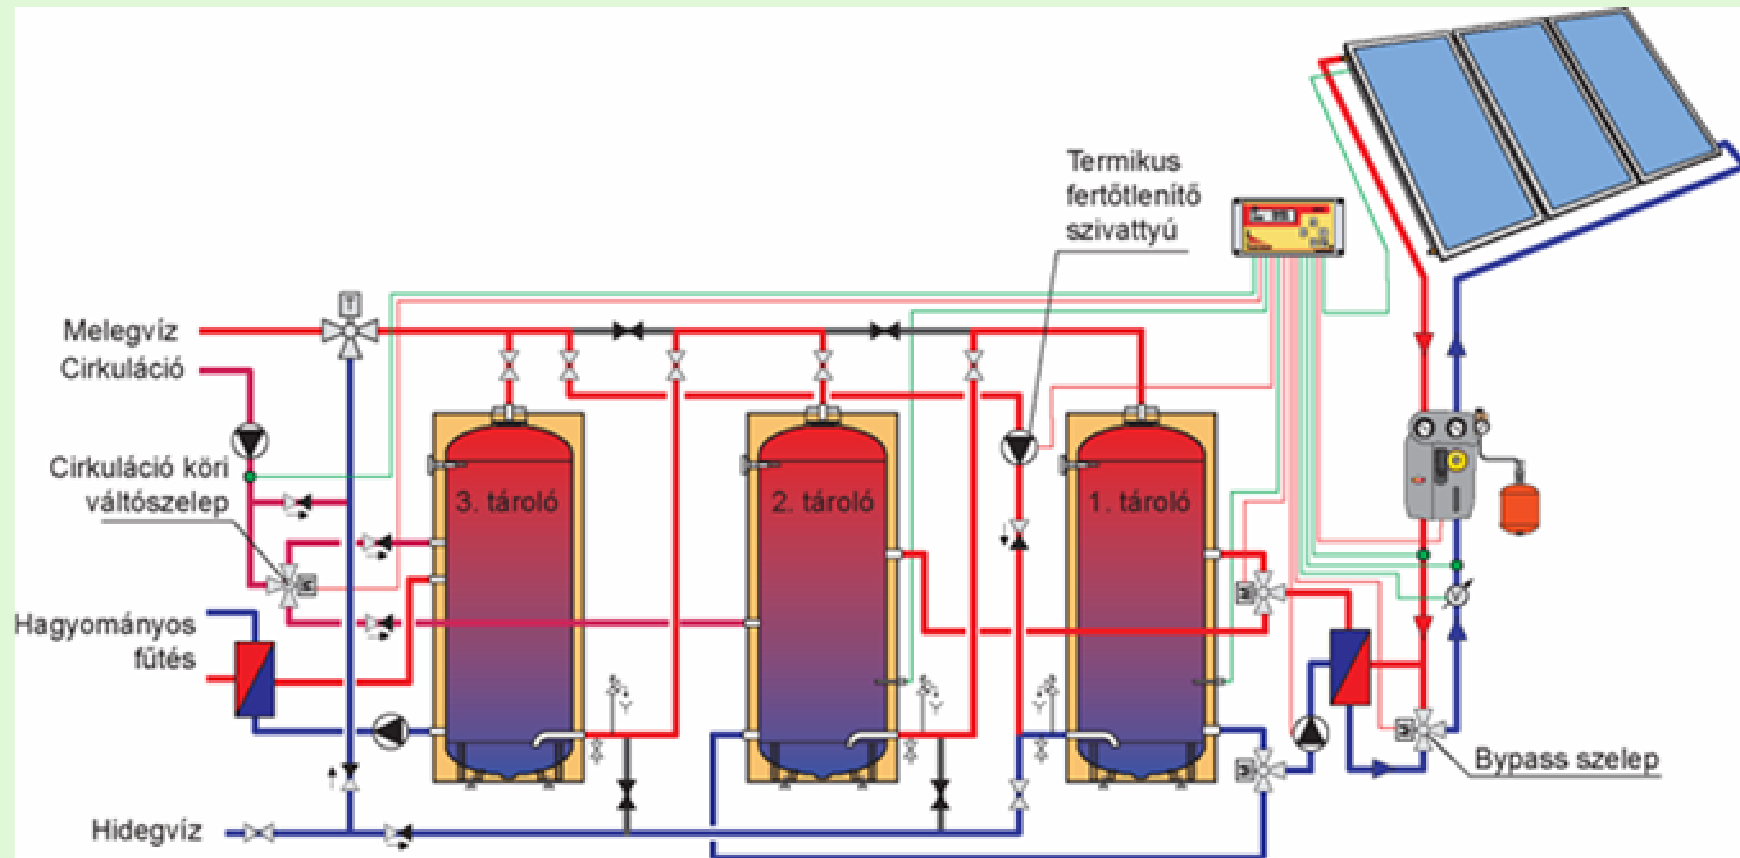 Termikus
fertőtlenítő
szivattyú
T
Melegvíz
Cirkuláció
Cirkuláció köri
váltószelep
3. tároló
2. tároló
1. tároló
M
M
Hagyományos
fűtés
M
M
Bypass szelep
Hidegvíz